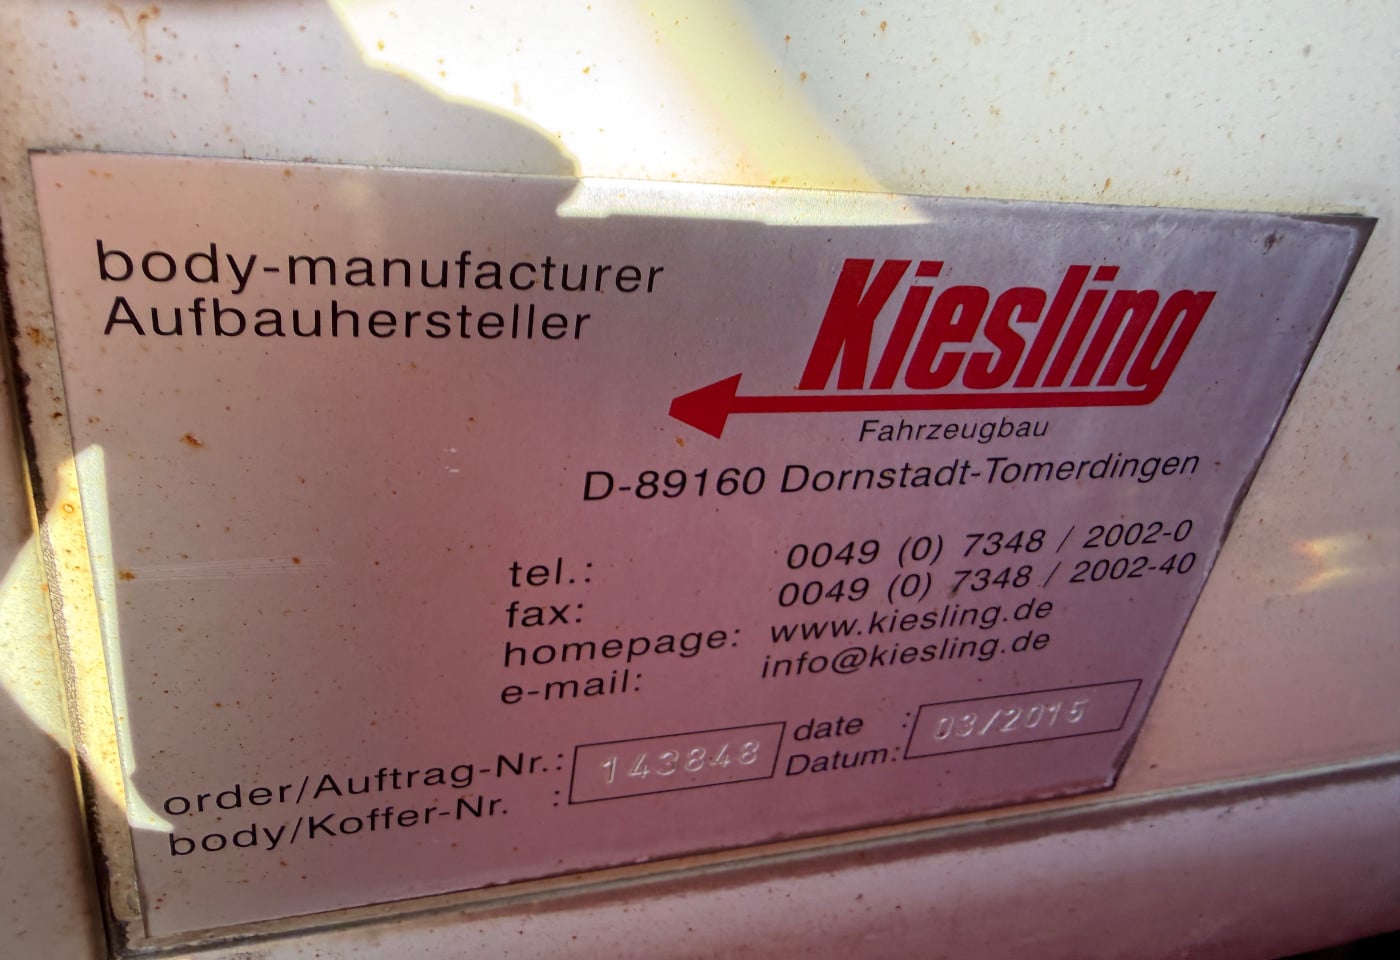 body-manufacturer
Aufbauhersteller
Kiesling
Fahrzeugbau
D-89160 Dornstadt-Tomerdingen
tel.: 0049 (0) 7348 / 2002-0
fax: 0049 (0) 7348 / 2002-40
homepage: www.kiesling.de
e-mail: info@kiesling.de
order/Auftrag-Nr.: 143848 date : 03/2015
body/Koffer-Nr. : Datum: